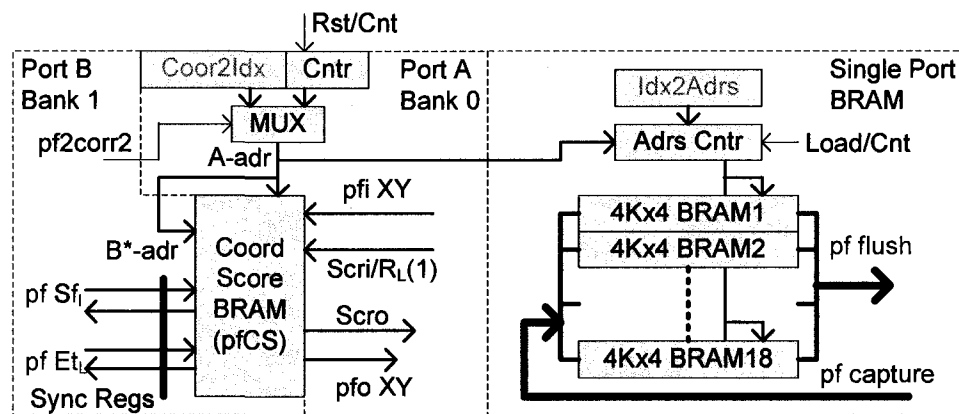 Rst/Cnt
Port B
Bank 1
Coor2Idx
Cntr
Port A
Bank 0
MUX
pf2corr2
A-adr
B*-adr
Coord
Score
BRAM
(pfCS)
pfi XY
Scri/RL(1)
Scro
pfo XY
pf SfI
pf EtL
Sync Regs
Single Port
BRAM
Idx2Adrs
Adrs Cntr
Load/Cnt
4Kx4 BRAM1
4Kx4 BRAM2
4Kx4 BRAM18
pf flush
pf capture